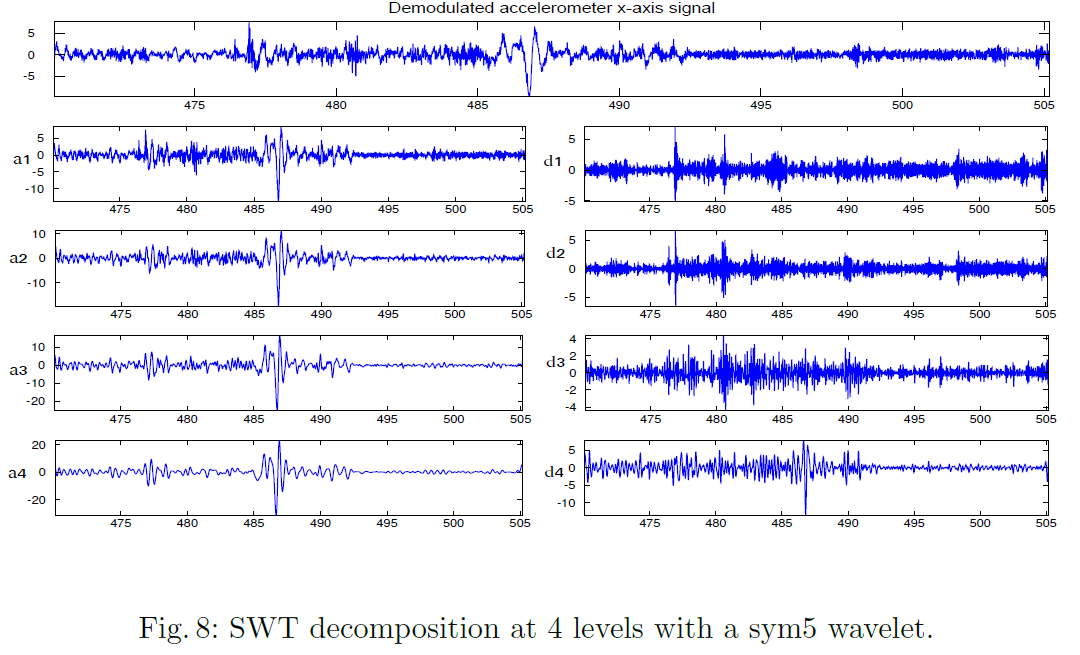 Demodulated accelerometer x-axis signal
5
0
-5
475 480 485 490 495 500 505
a1
5
0
-5
-10
475 480 485 490 495 500 505
d1
5
0
-5
475 480 485 490 495 500 505
a2
10
0
-10
475 480 485 490 495 500 505
d2
5
0
-5
475 480 485 490 495 500 505
a3
10
0
-10
-20
475 480 485 490 495 500 505
d3
4
2
0
-2
-4
475 480 485 490 495 500 505
a4
20
0
-20
475 480 485 490 495 500 505
d4
5
0
-5
-10
475 480 485 490 495 500 505
Fig. 8: SWT decomposition at 4 levels with a sym5 wavelet.